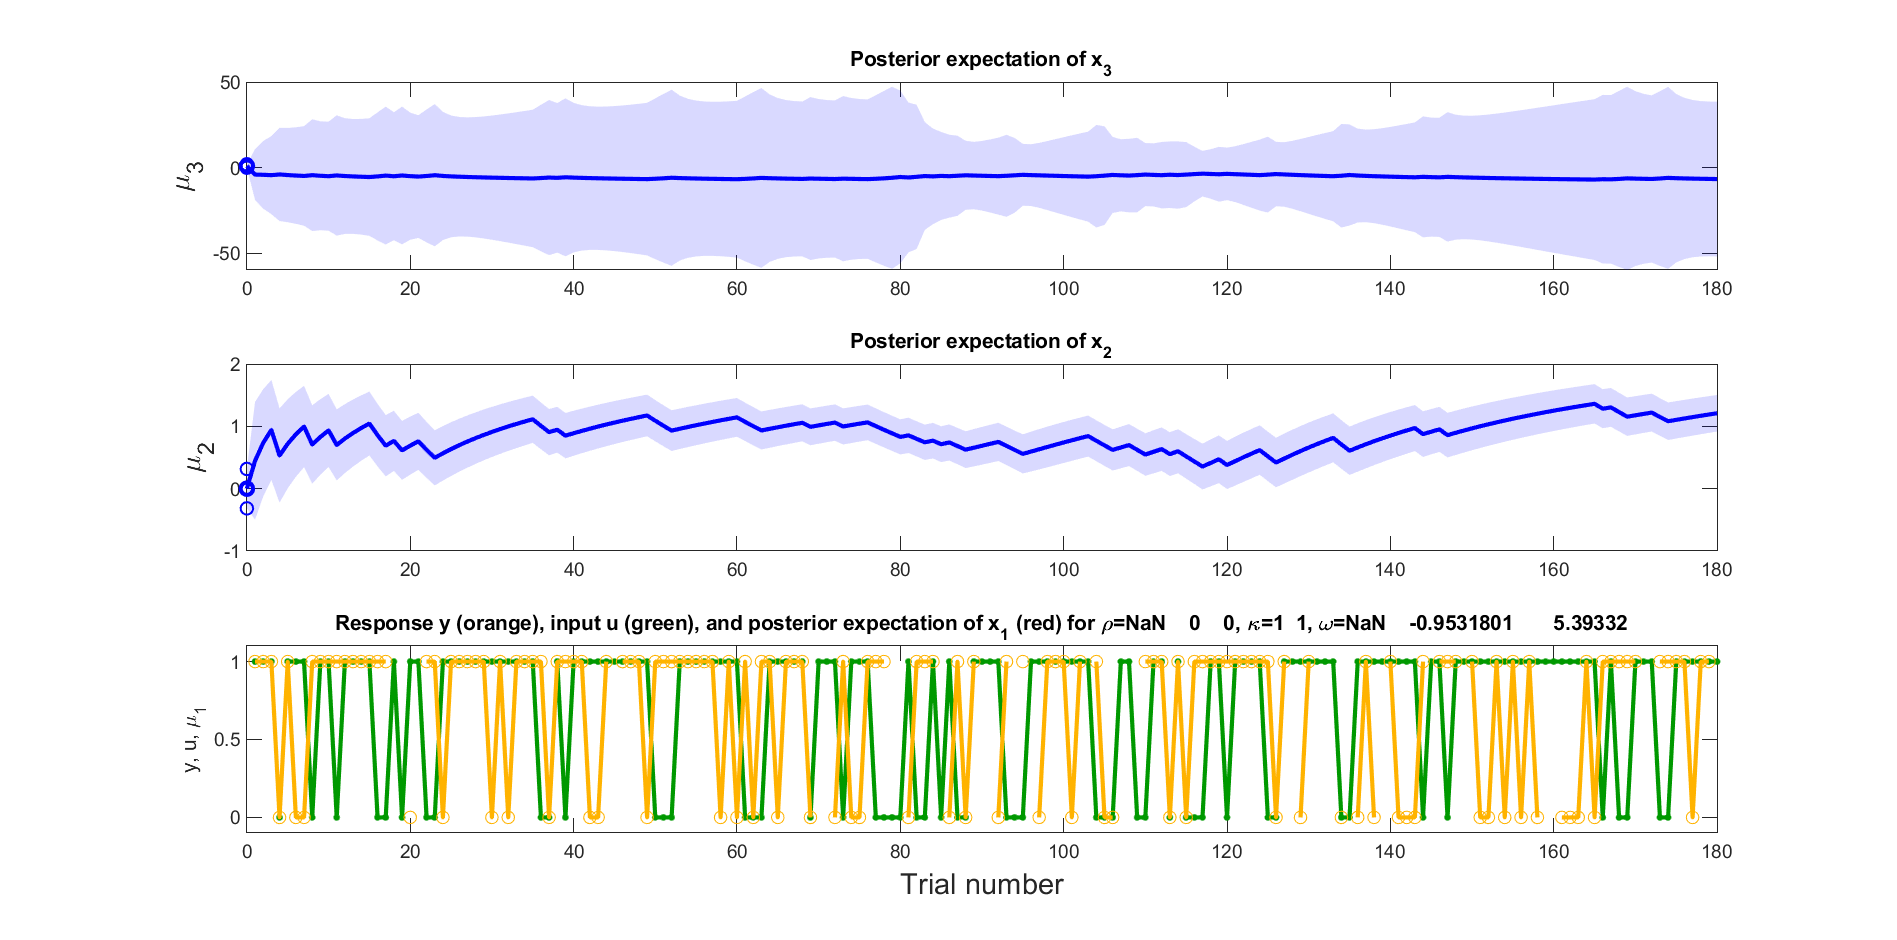 Posterior expectation of x3
50
0
-50
μ3
0 20 40 60 80 100 120 140 160 180
Posterior expectation of x2
2
1
0
-1
μ2
0 20 40 60 80 100 120 140 160 180
Response y (orange), input u (green), and posterior expectation of x1 (red) for ρ=NaN 0 0, κ=1 1, ω=NaN -0.9531801 5.39332
1
0.5
0
y, u, μ1
0 20 40 60 80 100 120 140 160 180
Trial number